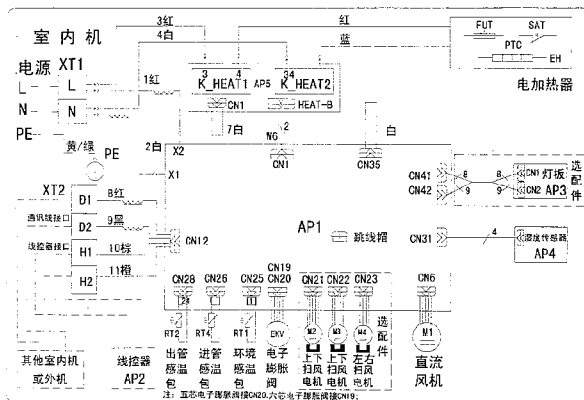 室内机
3红
4白
红
蓝
FUT SAT
PTC
EH
电加热器
电源 XT1
L L
N N
PE
1红
3 4 AP5 34
K_HEAT1 K_HEAT2
CN1 HEAT-B
7白
2
白
黄/绿
PE
2白
X2
X1
CN1
CN35
XT2
D1 8红
通讯线接口
D2 9黑
线控器接口
H1 10棕
H2 11橙
CN12
AP1
跳线帽
CN41 8 8 CN1 灯板
CN42 9 9 CN2 AP3
选配件
CN31 4 湿度传感器
AP4
CN19
CN28 CN26 CN25 CN20 CN21 CN22 CN23 CN6
RT2 RT4 RT1 EKV M2 M3 M4 M1
选配件
出管感温包
进管感温包
环境感温包
电子膨胀阀
上下扫风电机
上下扫风电机
左右扫风电机
直流风机
其他室内机
或外机
线控器
AP2
注: 五芯电子膨胀阀接CN20,六芯电子膨胀阀接CN19;